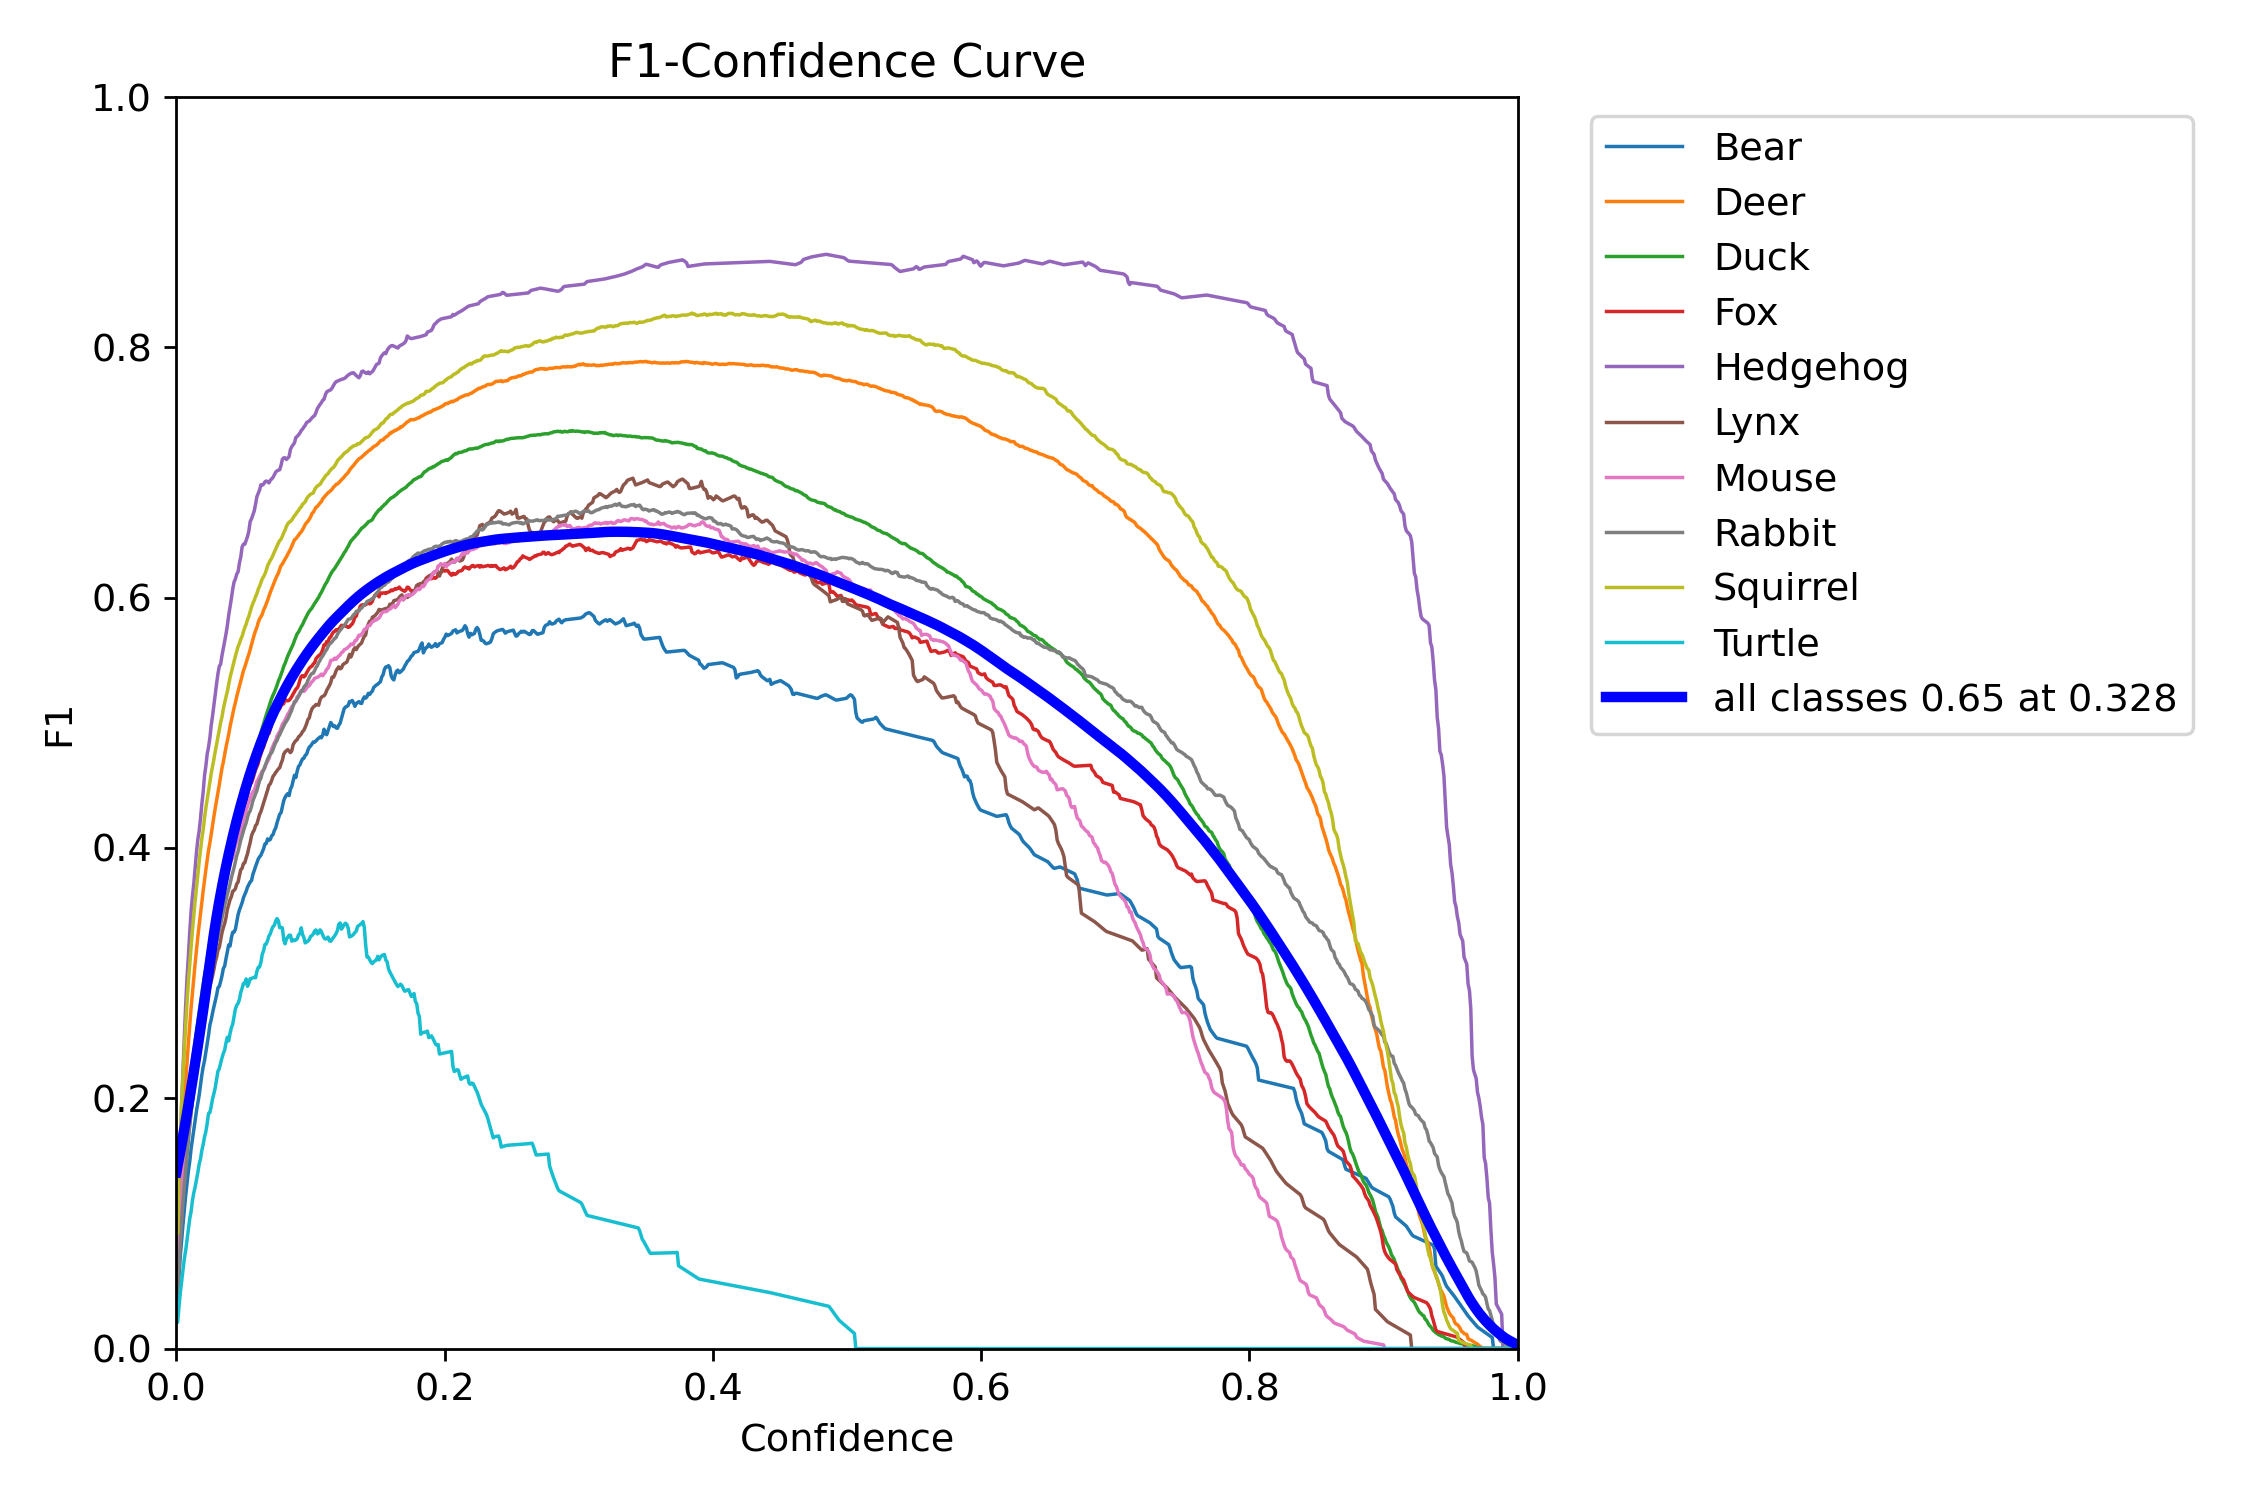 F1-Confidence Curve
1.0
0.8
0.6
0.4
0.2
0.0
F1
0.0 0.2 0.4 0.6 0.8 1.0
Confidence
Bear
Deer
Duck
Fox
Hedgehog
Lynx
Mouse
Rabbit
Squirrel
Turtle
all classes 0.65 at 0.328